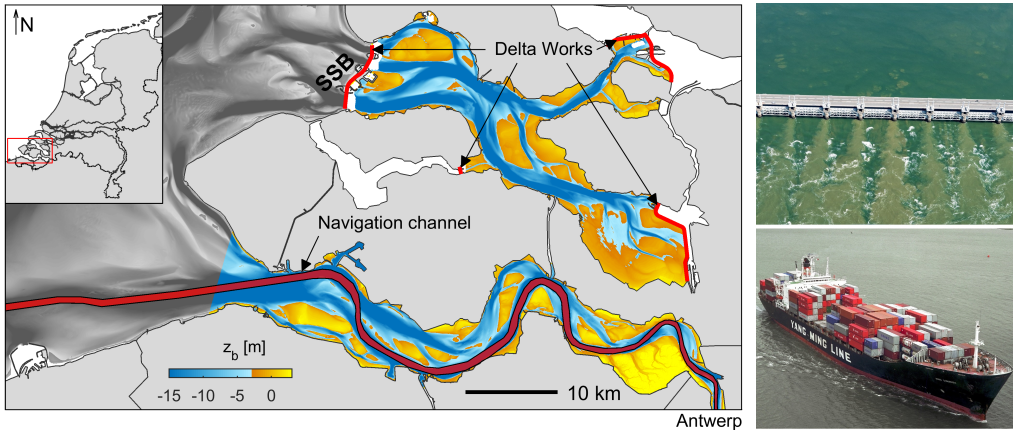 N
SSB
Delta Works
Navigation channel
z_b [m]
-15 -10 -5 0
10 km
Antwerp
YANG MING LINE